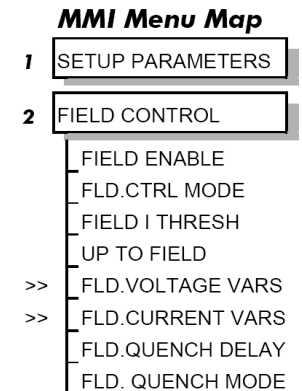 MMI Menu Map
1 SETUP PARAMETERS
2 FIELD CONTROL
FIELD ENABLE
FLD.CTRL MODE
FIELD I THRESH
UP TO FIELD
>> FLD.VOLTAGE VARS
>> FLD.CURRENT VARS
FLD.QUENCH DELAY
FLD. QUENCH MODE